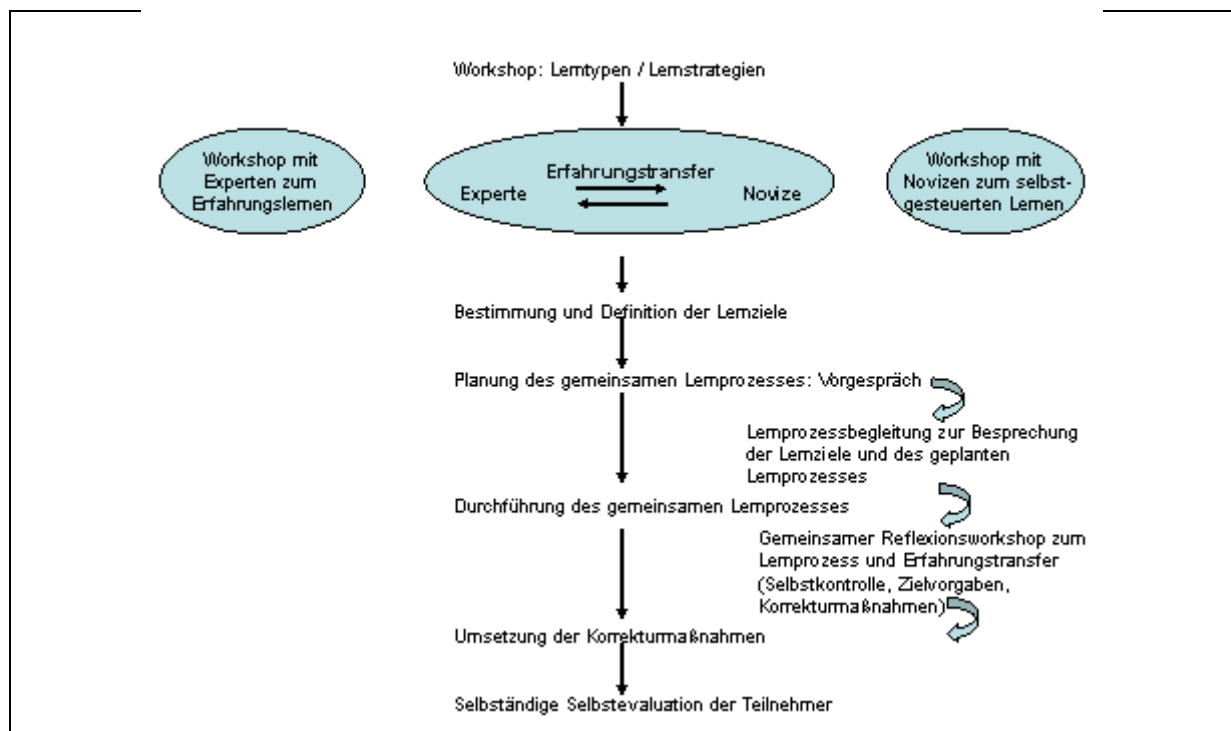 Workshop: Lerntypen / Lernstrategien
Workshop mit
Experten zum
Erfahrungslernen
Erfahrungstransfer
Experte
Novize
Workshop mit
Novizen zum selbst-
gesteuerten Lernen
Bestimmung und Definition der Lernziele
Planung des gemeinsamen Lernprozesses: Vorgespräch
Lernprozessbegleitung zur Besprechung
der Lernziele und des geplanten
Lernprozesses
Durchführung des gemeinsamen Lernprozesses
Gemeinsamer Reflexionsworkshop zum
Lernprozess und Erfahrungstransfer
(Selbstkontrolle, Zielvorgaben,
Korrekturmaßnahmen)
Umsetzung der Korrekturmaßnahmen
Selbständige Selbstevaluation der Teilnehmer